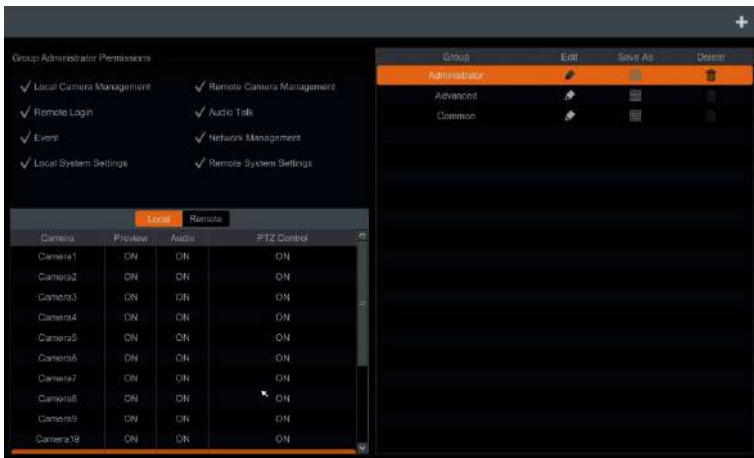 Group Administrator Permissions
Local Camera Management Remote Camera Management
Remote Login Audio Talk
Event Network Management
Local System Settings Remote System Settings
Local Remote
Camera Preview Audio PTZ Control
Camera1 ON ON ON
Camera2 ON ON ON
Camera3 ON ON ON
Camera4 ON ON ON
Camera5 ON ON ON
Camera6 ON ON ON
Camera7 ON ON ON
Camera8 ON ON ON
Camera9 ON ON ON
Camera10 ON ON ON
Group Edit Save As Delete
Administrator
Advanced
Common